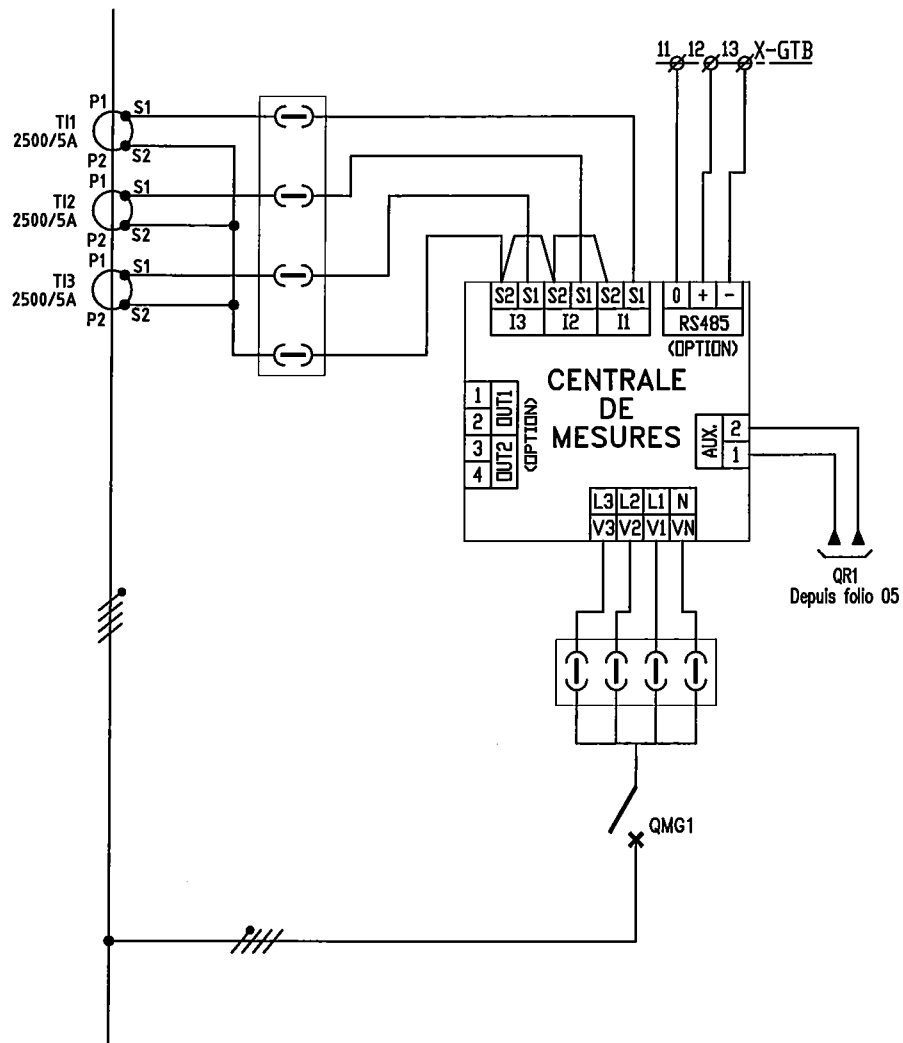 11 12 13 X-GTB
P1 S1
TI1
2500/5A
P2 S2
P1 S1
TI2
2500/5A
P2 S2
P1 S1
TI3
2500/5A
P2 S2
S2 S1 S2 S1 S2 S1
I3 I2 I1
0 + -
RS485
(OPTION)
CENTRALE
DE
MESURES
1
2
3
4
OUT1
OUT2
(OPTION)
AUX.
2
1
L3 L2 L1 N
V3 V2 V1 VN
QR1
Depuis folio 05
QMG1